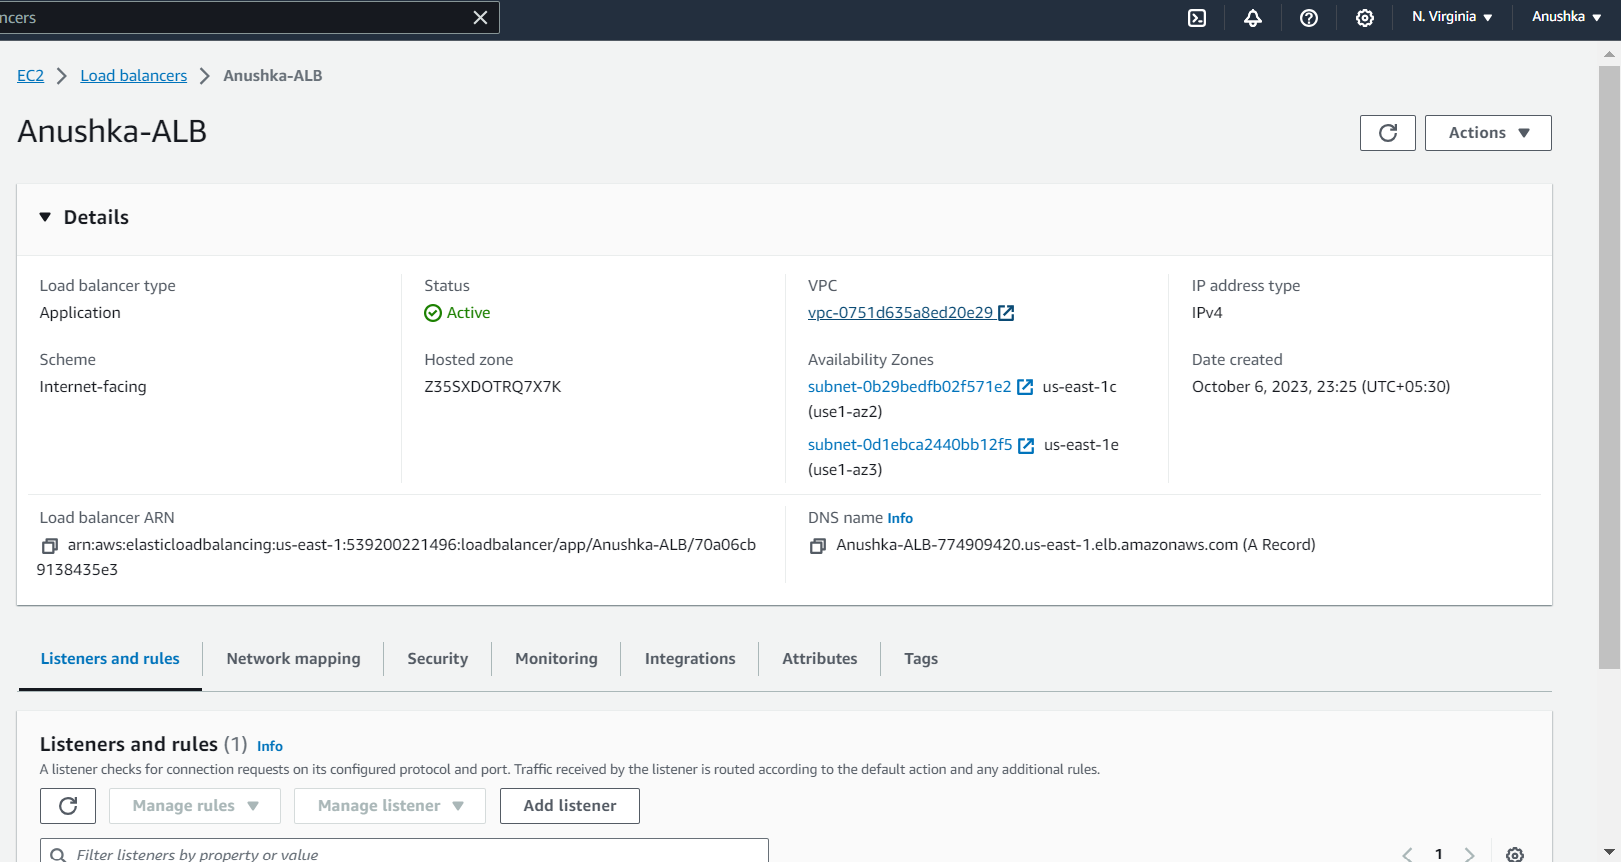 ncers
N. Virginia
Anushka
EC2
Load balancers
Anushka-ALB
Anushka-ALB
Actions
Details
Load balancer type
Application
Status
Active
VPC
vpc-0751d635a8ed20e29
IP address type
IPv4
Scheme
Internet-facing
Hosted zone
Z35SXDOTRQ7X7K
Availability Zones
subnet-0b29bedfb02f571e2 us-east-1c
(use1-az2)
subnet-0d1ebca2440bb12f5 us-east-1e
(use1-az3)
Date created
October 6, 2023, 23:25 (UTC+05:30)
Load balancer ARN
arn:aws:elasticloadbalancing:us-east-1:539200221496:loadbalancer/app/Anushka-ALB/70a06cb
9138435e3
DNS name Info
Anushka-ALB-774909420.us-east-1.elb.amazonaws.com (A Record)
Listeners and rules
Network mapping
Security
Monitoring
Integrations
Attributes
Tags
Listeners and rules (1) Info
A listener checks for connection requests on its configured protocol and port. Traffic received by the listener is routed according to the default action and any additional rules.
Manage rules
Manage listener
Add listener
Filter listeners by property or value
1